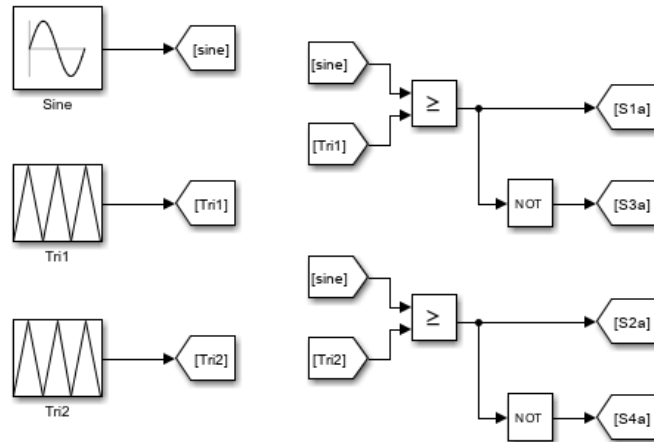 Sine
[sine]
Tri1
[Tri1]
Tri2
[Tri2]
[sine]
[Tri1]
≥
[S1a]
NOT
[S3a]
[sine]
[Tri2]
≥
[S2a]
NOT
[S4a]